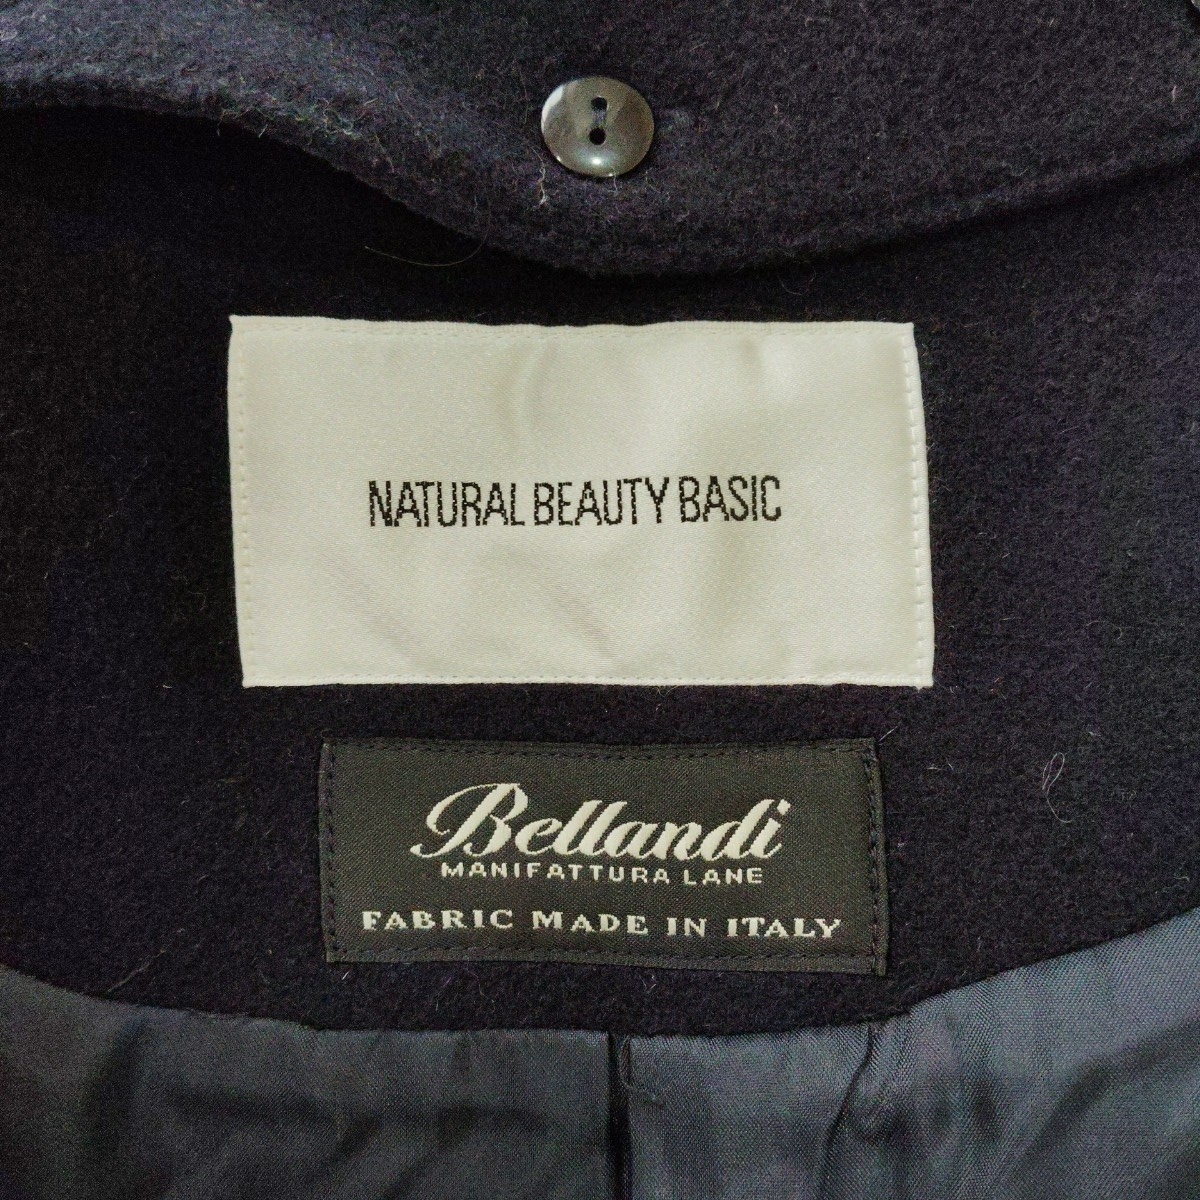 NATURAL BEAUTY BASIC
Bellandi
MANIFATTURA LANE
FABRIC MADE IN ITALY